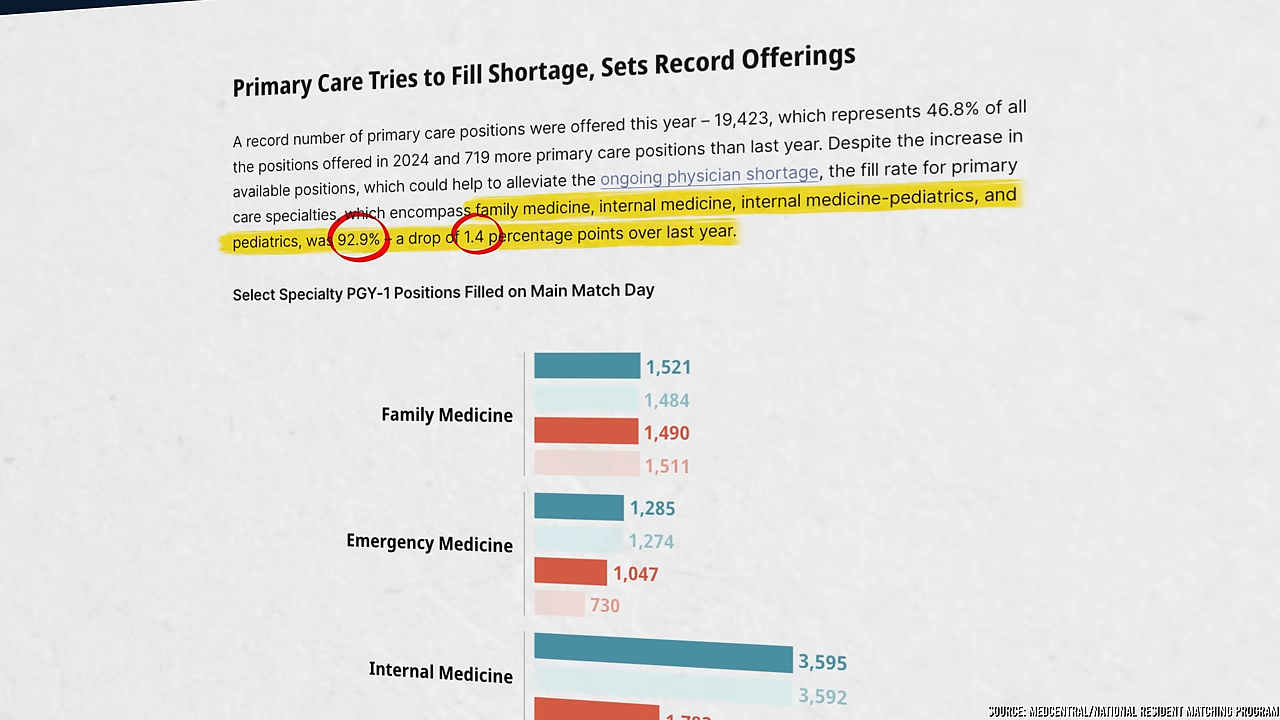 Primary Care Tries to Fill Shortage, Sets Record Offerings
A record number of primary care positions were offered this year – 19,423, which represents 46.8% of all
the positions offered in 2024 and 719 more primary care positions than last year. Despite the increase in
available positions, which could help to alleviate the ongoing physician shortage, the fill rate for primary
care specialties, which encompass family medicine, internal medicine, internal medicine-pediatrics, and
pediatrics, was 92.9% – a drop of 1.4 percentage points over last year.
Select Specialty PGY-1 Positions Filled on Main Match Day
1,521
1,484
Family Medicine
1,490
1,511
1,285
1,274
Emergency Medicine
1,047
730
3,595
Internal Medicine
3,592
SOURCE: MEDCENTRAL/NATIONAL RESIDENT MATCHING PROGRAM